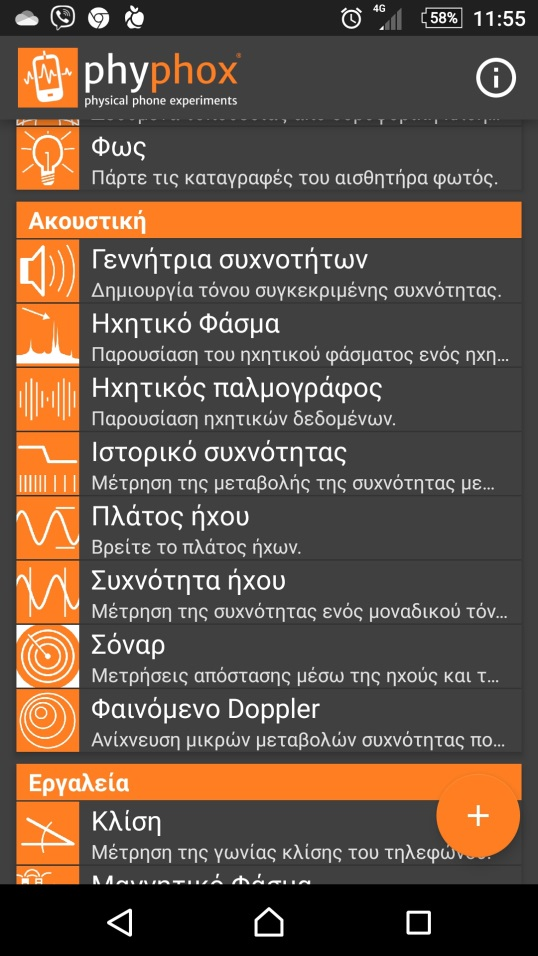 4G
58%
11:55
phyphox®
physical phone experiments
Φως
Πάρτε τις καταγραφές του αισθητήρα φωτός.
Ακουστική
Γεννήτρια συχνοτήτων
Δημιουργία τόνου συγκεκριμένης συχνότητας.
Ηχητικό Φάσμα
Παρουσίαση του ηχητικού φάσματος ενός ηχη…
Ηχητικός παλμογράφος
Παρουσίαση ηχητικών δεδομένων.
Ιστορικό συχνότητας
Μέτρηση της μεταβολής της συχνότητας με…
Πλάτος ήχου
Βρείτε το πλάτος ήχων.
Συχνότητα ήχου
Μέτρηση της συχνότητας ενός μοναδικού τόν…
Σόναρ
Μετρήσεις απόστασης μέσω της ηχούς και τ…
Φαινόμενο Doppler
Ανίχνευση μικρών μεταβολών συχνότητας πο…
Εργαλεία
Κλίση
Μέτρηση της γωνίας κλίσης του τηλεφώνου.
Μαγνητικό Φάσμα